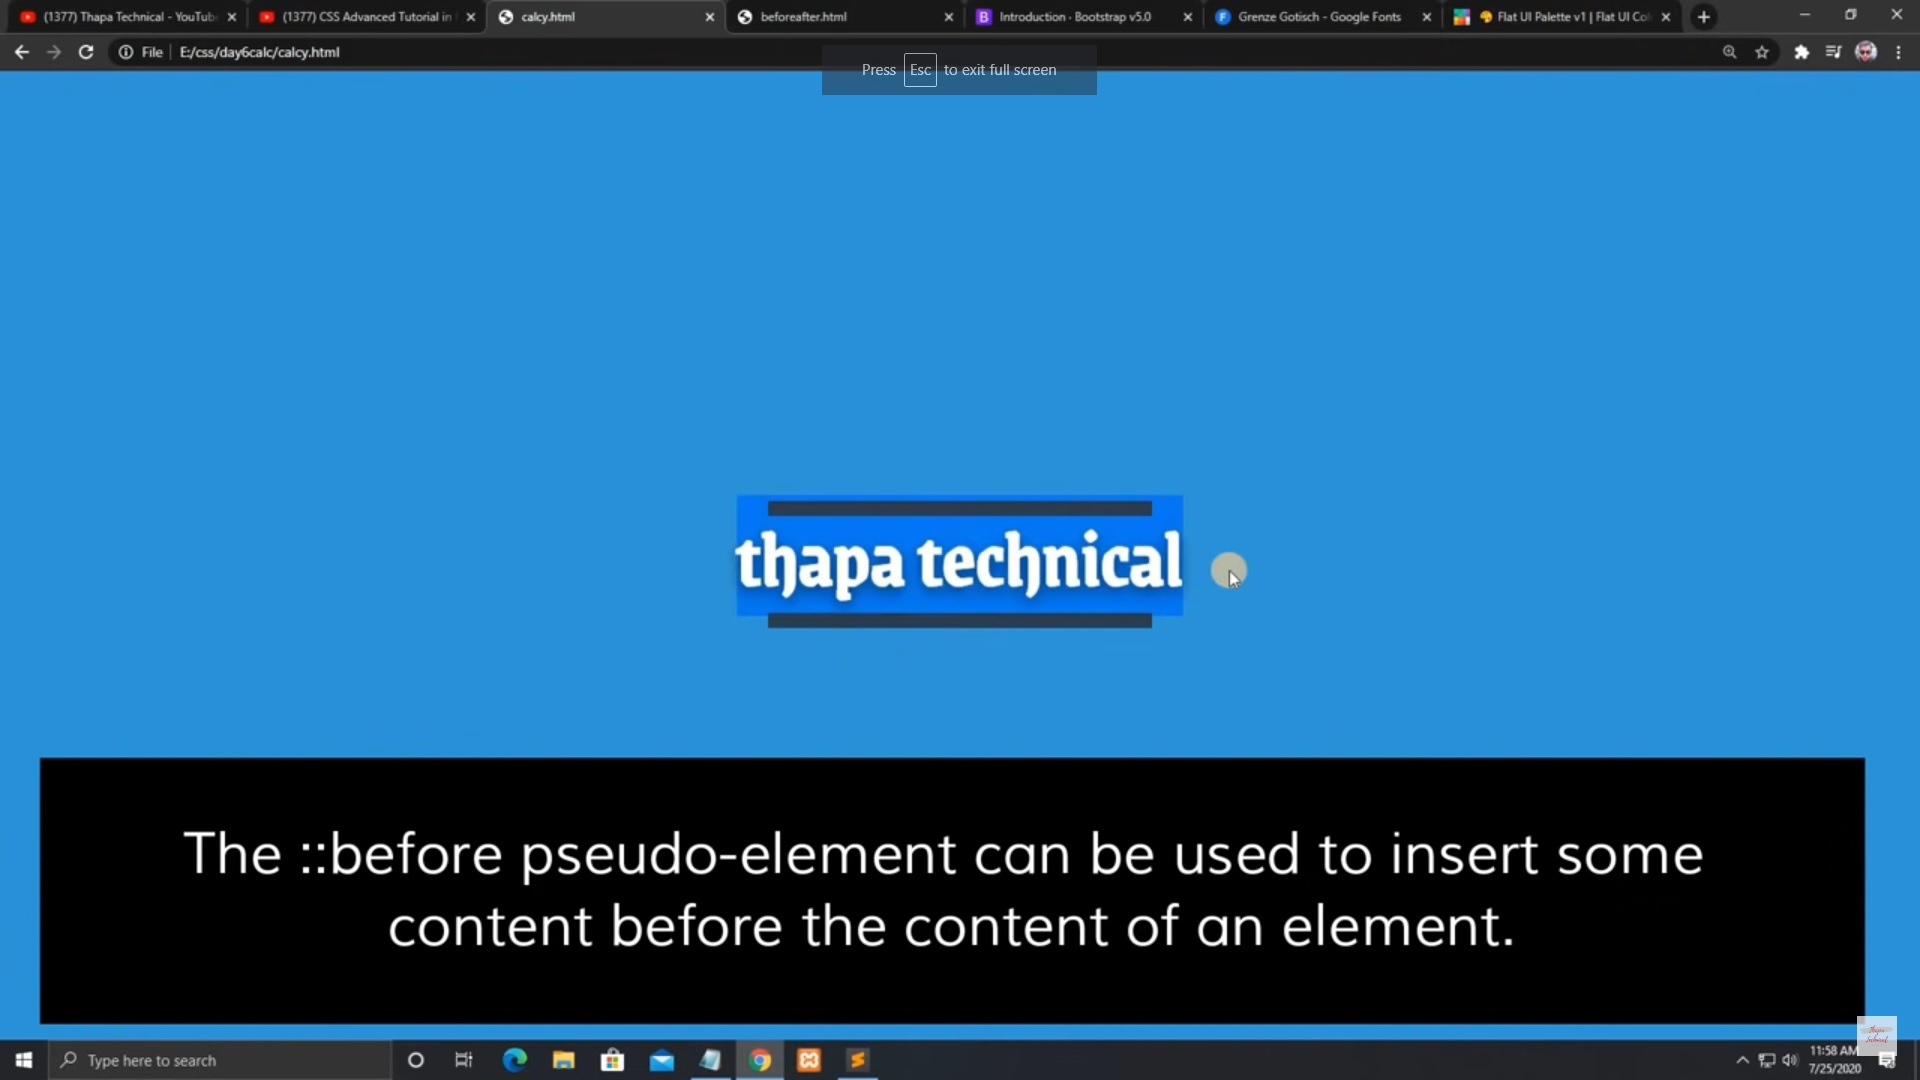 (1377) Thapa Technical - YouTub
(1377) CSS Advanced Tutorial in
calcy.html
beforeafter.html
Introduction · Bootstrap v5.0
Grenze Gotisch - Google Fonts
Flat UI Palette v1 | Flat UI Co
File
E:/css/day6calc/calcy.html
Press Esc to exit full screen
thapa technical
The ::before pseudo-element can be used to insert some
content before the content of an element.
Type here to search
11:58 AM
7/25/2020